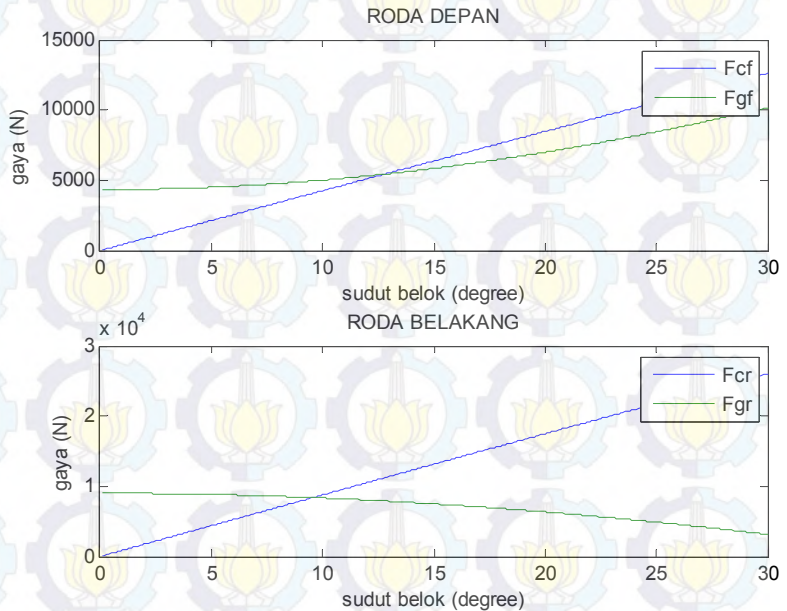 RODA DEPAN
15000
10000
5000
0
gaya (N)
Fcf
Fgf
0 5 10 15 20 25 30
sudut belok (degree)
x 10^4
RODA BELAKANG
3
2
1
0
gaya (N)
Fcr
Fgr
0 5 10 15 20 25 30
sudut belok (degree)